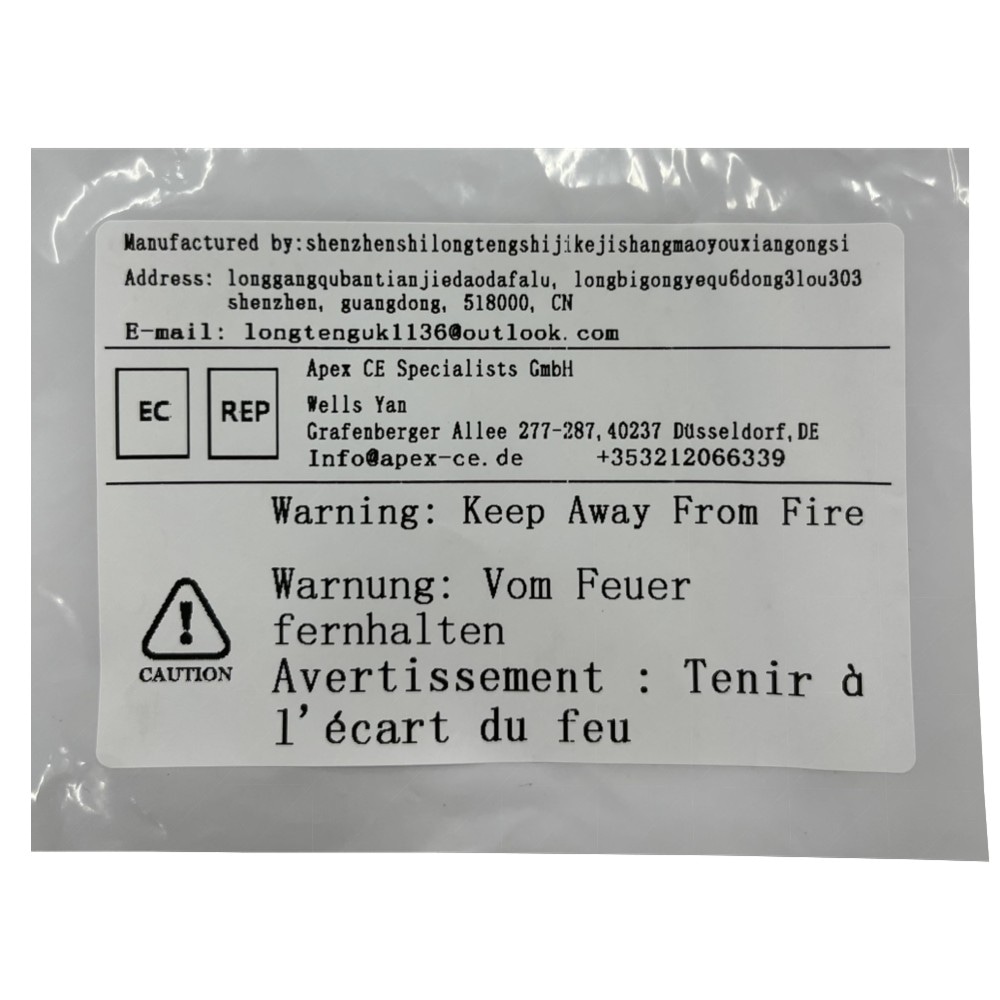 Manufactured by:shenzhenshilongtengshijikejishangmaoyouxiangongsi
Address: longgangqubantianjiedaodafalu, longbigongyequ6dong3lou303
shenzhen, guangdong, 518000, CN
E-mail: longtenguk1136@outlook.com
EC REP
Apex CE Specialists GmbH
Wells Yan
Grafenberger Allee 277-287,40237 Düsseldorf,DE
Info@apex-ce.de +353212066339
Warning: Keep Away From Fire
Warnung: Vom Feuer
fernhalten
Avertissement : Tenir à
l'écart du feu
CAUTION